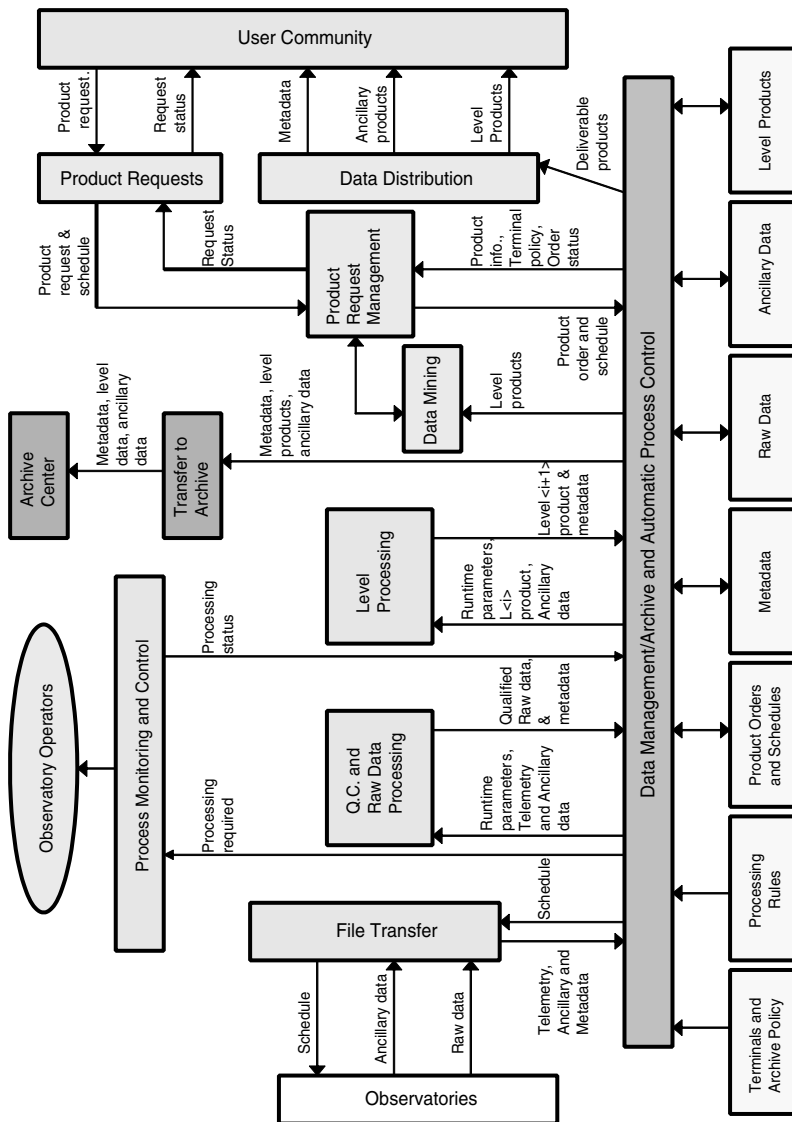 User Community
Product
request.
Request
status
Metadata
Ancillary
products
Level
Products
Product Requests
Data Distribution
Deliverable
products
Product
request &
schedule
Request
Status
Product
Request
Management
Product
info.,
Terminal
policy,
Order
status
Product
order and
schedule
Data Mining
Level
products
Archive
Center
Metadata, level
data, ancillary
data
Transfer to
Archive
Metadata, level
products,
ancillary data
Level
Processing
Runtime
parameters,
L<i>
product,
Ancillary
data
Level <i+1>
product &
metadata
Observatory Operators
Process Monitoring and Control
Processing
required
Processing
status
Q.C. and
Raw Data
Processing
Runtime
parameters,
Telemetry
and Ancillary
data
Qualified
Raw data,
&
metadata
File Transfer
Schedule
Telemetry,
Ancillary and
Metadata
Schedule
Ancillary data
Raw data
Observatories
Data Management/Archive and Automatic Process Control
Terminals and
Archive Policy
Processing
Rules
Product Orders
and Schedules
Metadata
Raw Data
Ancillary Data
Level Products